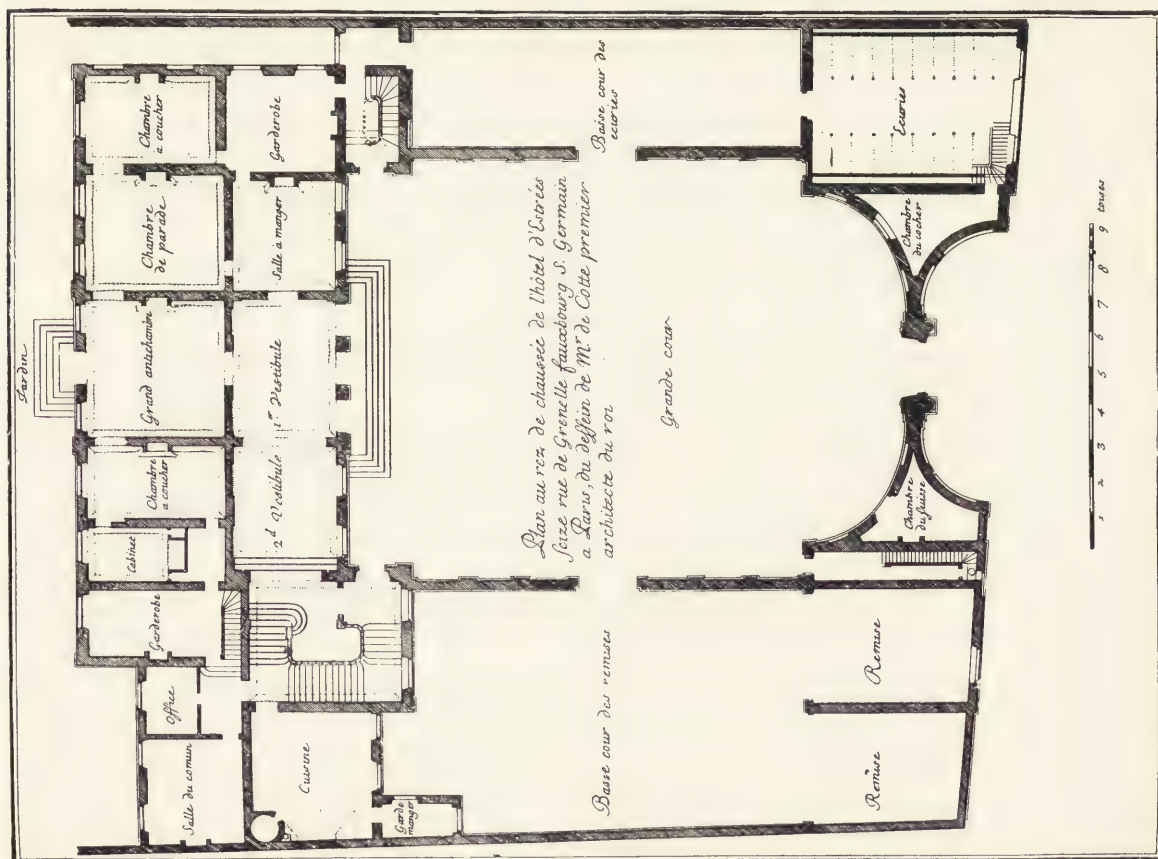 Jardin
Chambre
a coucher
Garderobe
Chambre
de parade
Salle à manger
Grand antichambre
1er Vestibule
Chambre
a coucher
2d Vestibule
Cabinet
Garderobe
Office
Salle du comun
Cuisine
Garde
manger
Basse cour des
ecuries
Plan au rez de chaussée de l'hôtel d'Estrées
scize rue de Grenelle fauxbourg S. Germain
a Paris, du dessein de Mr de Cotte premier
architecte du roi
Grande cour
Basse cour des remises
Ecuries
Chambre
du cocher
Chambre
du suisse
Remise
Remise
1 2 3 4 5 6 7 8 9 toises